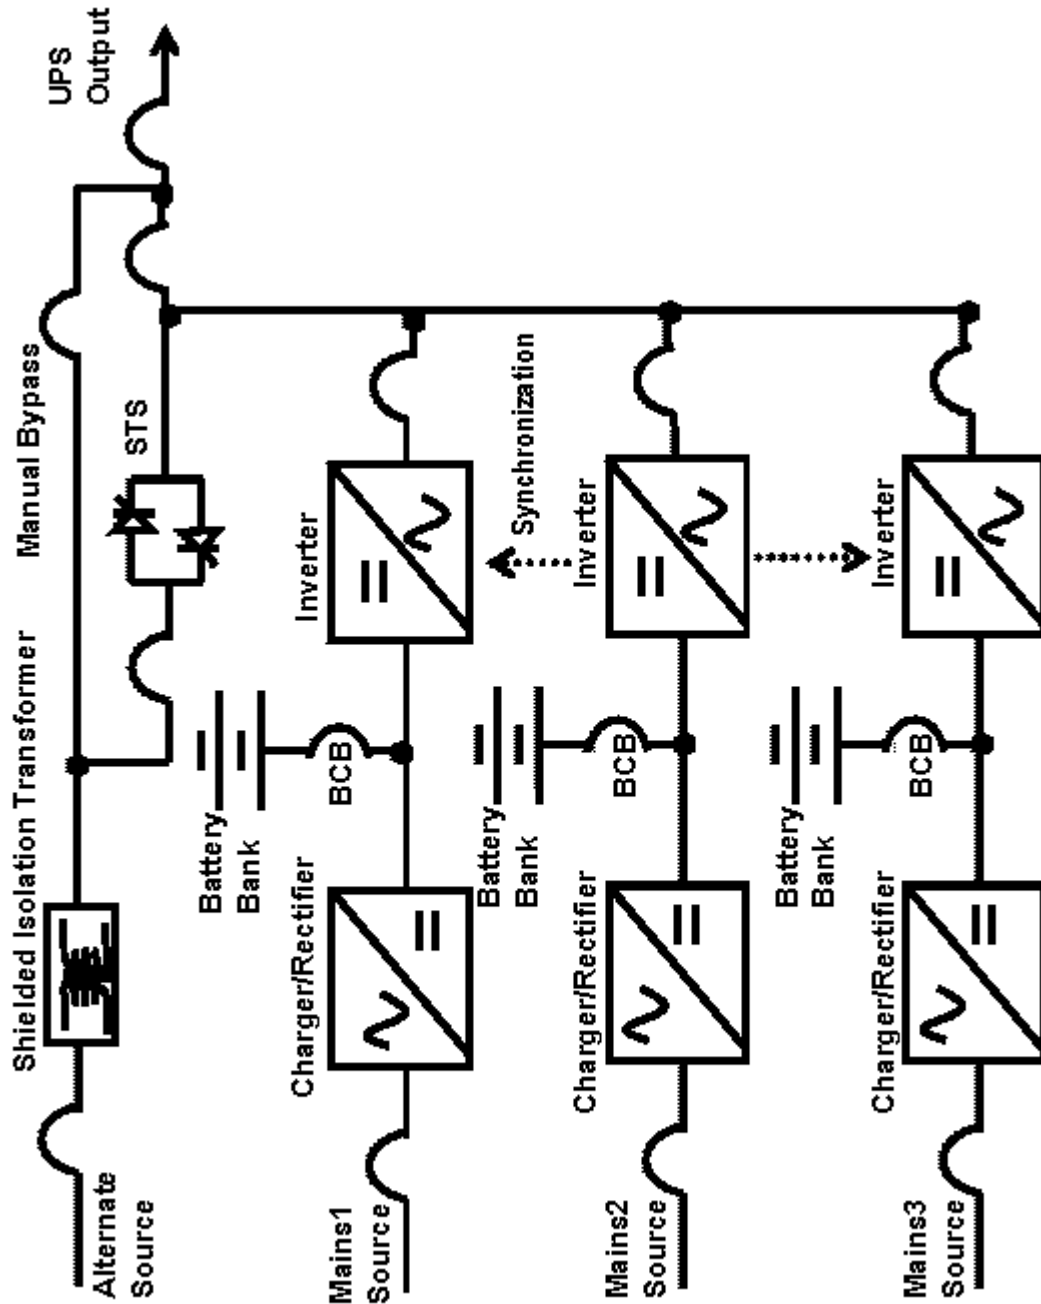 Shielded Isolation Transformer
Manual Bypass
UPS
Output
STS
Alternate
Source
Battery
Bank
BCB
Mains1
Source
Charger/Rectifier
Inverter
Synchronization
Battery
Bank
BCB
Mains2
Source
Charger/Rectifier
Inverter
Battery
Bank
BCB
Mains3
Source
Charger/Rectifier
Inverter